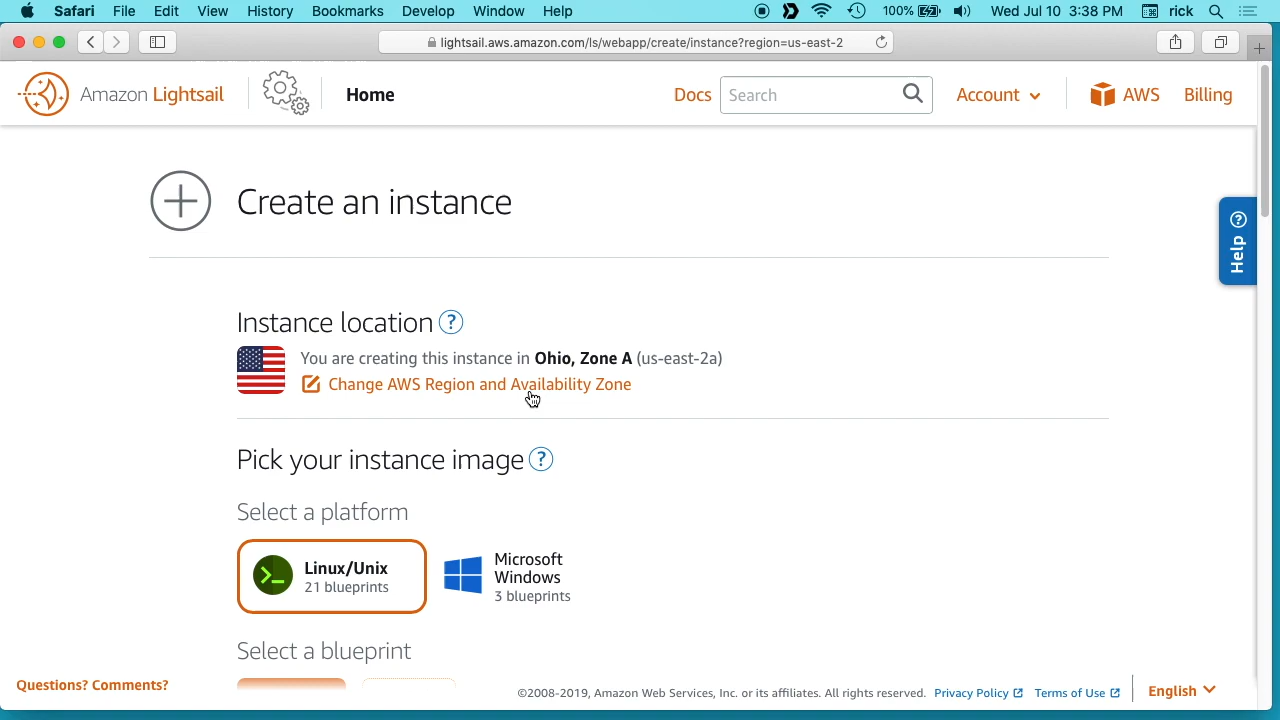 Safari File Edit View History Bookmarks Develop Window Help 100% Wed Jul 10 3:38 PM rick
lightsail.aws.amazon.com/ls/webapp/create/instance?region=us-east-2
Amazon Lightsail Home Docs Search Account AWS Billing
Create an instance
Help ?
Instance location ?
You are creating this instance in Ohio, Zone A (us-east-2a)
Change AWS Region and Availability Zone
Pick your instance image ?
Select a platform
Linux/Unix
21 blueprints
Microsoft
Windows
3 blueprints
Select a blueprint
Questions? Comments?
©2008-2019, Amazon Web Services, Inc. or its affiliates. All rights reserved. Privacy Policy Terms of Use English